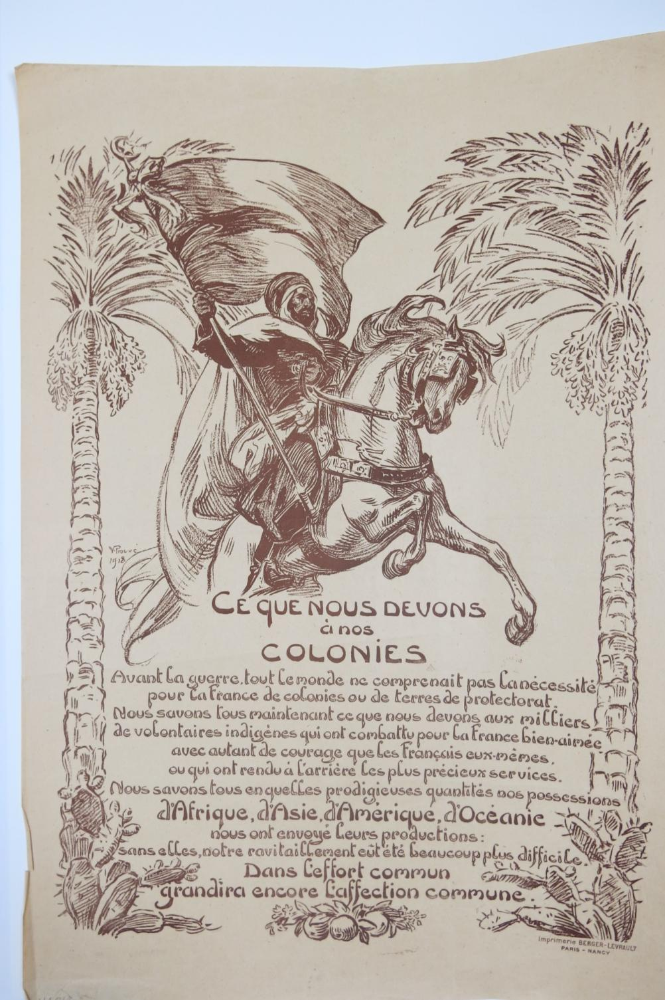 V Prouvé
1918
CE QUE NOUS DEVONS
à nos
COLONIES
Avant la guerre, tout le monde ne comprenait pas la nécessité
pour la France de colonies ou de terres de protectorat.
Nous savons tous maintenant ce que nous devons aux milliers
de volontaires indigènes qui ont combattu pour la France bien-aimée
avec autant de courage que les Français eux-mêmes,
ou qui ont rendu à l'arrière les plus précieux services.
Nous savons tous en quelles prodigieuses quantités nos possessions
d'Afrique, d'Asie, d'Amérique, d'Océanie
nous ont envoyé leurs productions:
sans elles, notre ravitaillement eût été beaucoup plus difficile.
Dans l'effort commun
grandira encore l'affection commune.
Imprimerie BERGER-LEVRAULT
PARIS - NANCY